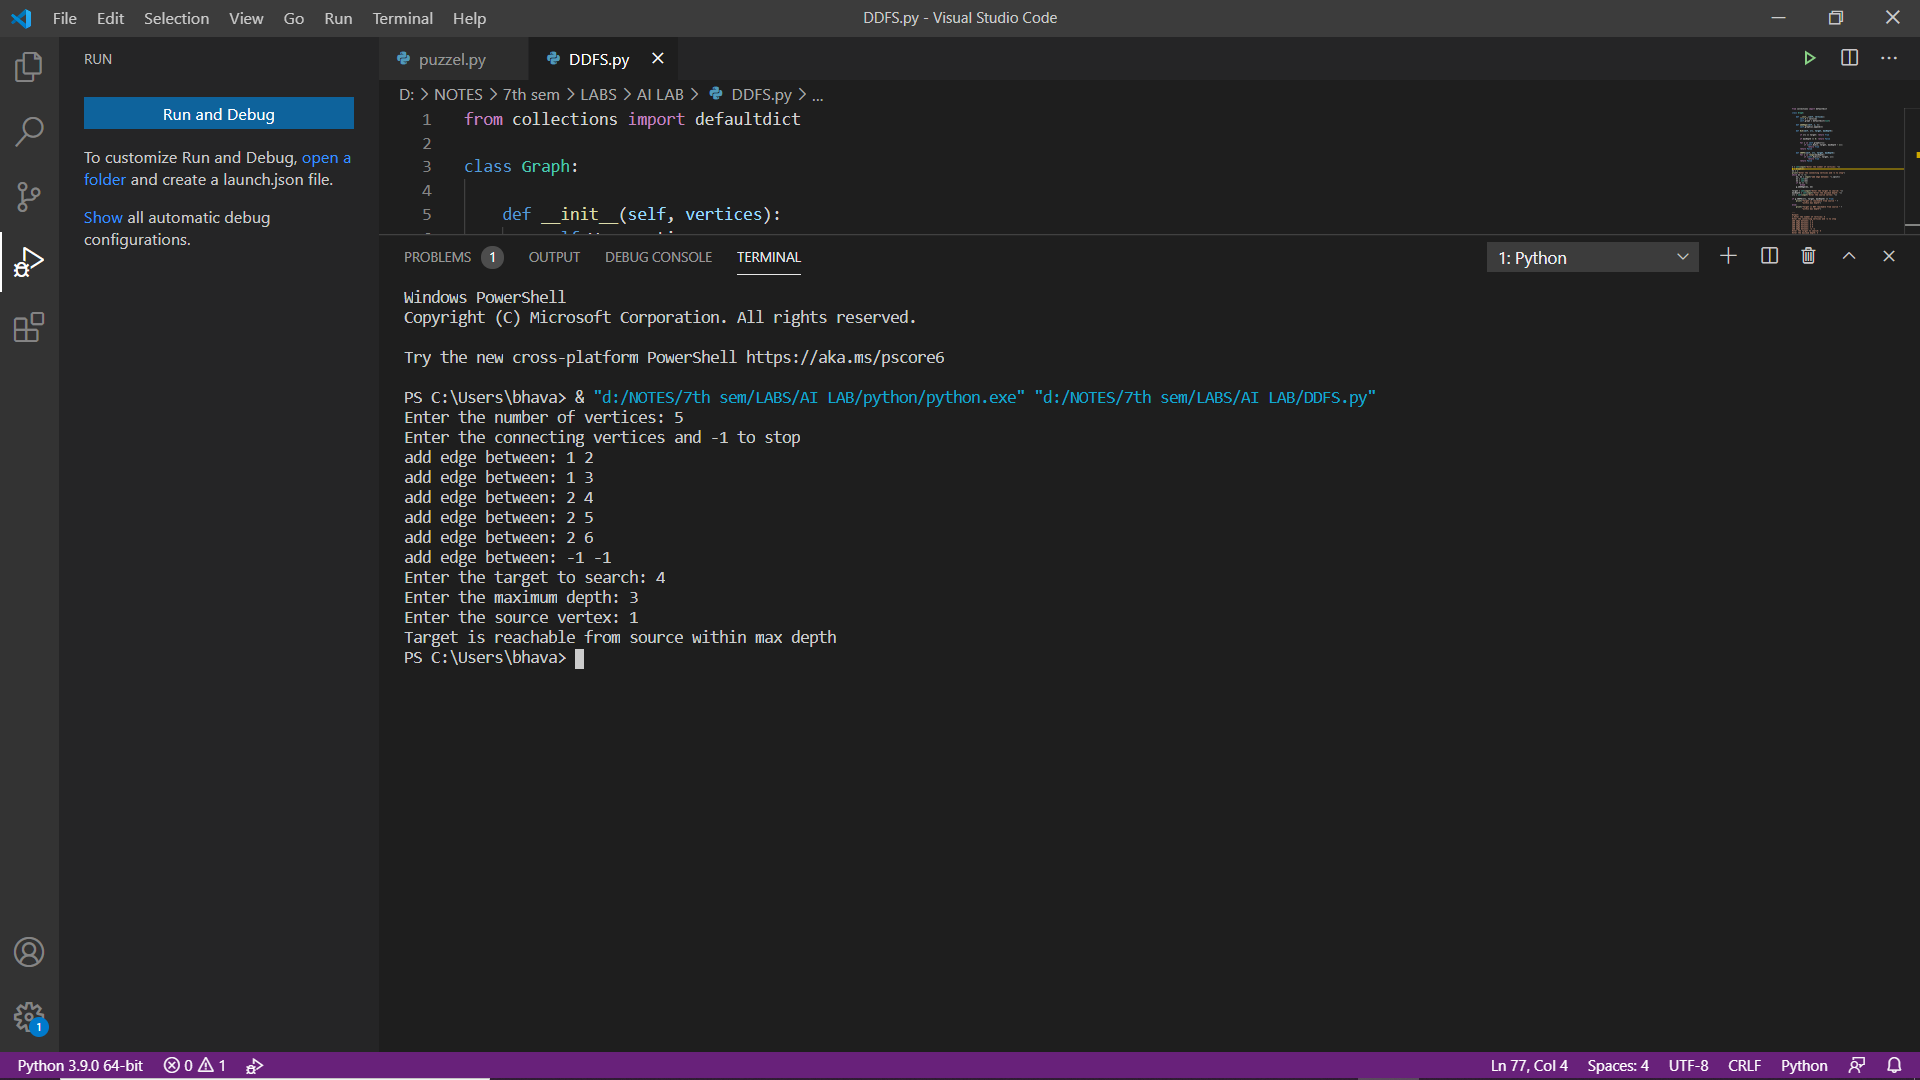 File Edit Selection View Go Run Terminal Help
DDFS.py - Visual Studio Code
RUN
Run and Debug
To customize Run and Debug, open a
folder and create a launch.json file.
Show all automatic debug
configurations.
puzzel.py
DDFS.py
D: > NOTES > 7th sem > LABS > AI LAB > DDFS.py > ...
1 from collections import defaultdict
2
3 class Graph:
4
5 def __init__(self, vertices):
PROBLEMS 1 OUTPUT DEBUG CONSOLE TERMINAL
1: Python
Windows PowerShell
Copyright (C) Microsoft Corporation. All rights reserved.
Try the new cross-platform PowerShell https://aka.ms/pscore6
PS C:\Users\bhava> & "d:/NOTES/7th sem/LABS/AI LAB/python/python.exe" "d:/NOTES/7th sem/LABS/AI LAB/DDFS.py"
Enter the number of vertices: 5
Enter the connecting vertices and -1 to stop
add edge between: 1 2
add edge between: 1 3
add edge between: 2 4
add edge between: 2 5
add edge between: 2 6
add edge between: -1 -1
Enter the target to search: 4
Enter the maximum depth: 3
Enter the source vertex: 1
Target is reachable from source within max depth
PS C:\Users\bhava>
1
Python 3.9.0 64-bit 0 1
Ln 77, Col 4 Spaces: 4 UTF-8 CRLF Python